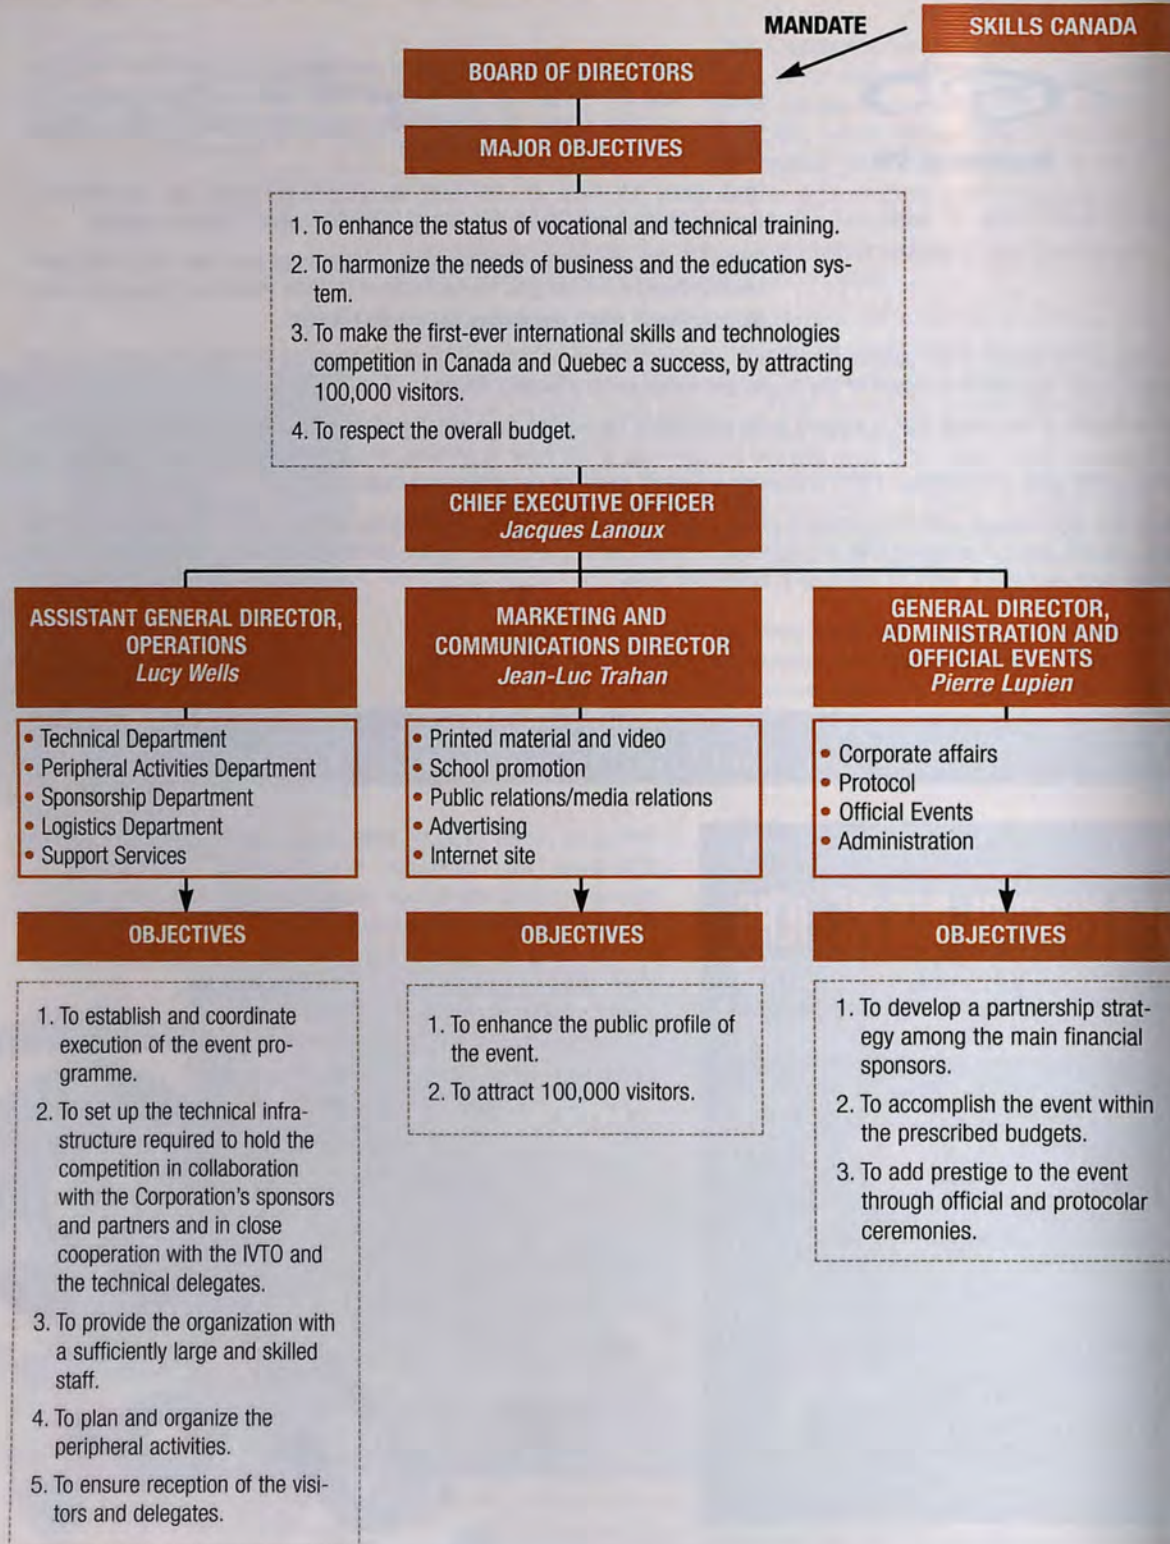 MANDATE
SKILLS CANADA
BOARD OF DIRECTORS
MAJOR OBJECTIVES
1. To enhance the status of vocational and technical training.
2. To harmonize the needs of business and the education sys-
tem.
3. To make the first-ever international skills and technologies
competition in Canada and Quebec a success, by attracting
100,000 visitors.
4. To respect the overall budget.
CHIEF EXECUTIVE OFFICER
Jacques Lanoux
ASSISTANT GENERAL DIRECTOR,
OPERATIONS
Lucy Wells
• Technical Department
• Peripheral Activities Department
• Sponsorship Department
• Logistics Department
• Support Services
OBJECTIVES
1. To establish and coordinate
execution of the event pro-
gramme.
2. To set up the technical infra-
structure required to hold the
competition in collaboration
with the Corporation's sponsors
and partners and in close
cooperation with the IVTO and
the technical delegates.
3. To provide the organization with
a sufficiently large and skilled
staff.
4. To plan and organize the
peripheral activities.
5. To ensure reception of the visi-
tors and delegates.
MARKETING AND
COMMUNICATIONS DIRECTOR
Jean-Luc Trahan
• Printed material and video
• School promotion
• Public relations/media relations
• Advertising
• Internet site
OBJECTIVES
1. To enhance the public profile of
the event.
2. To attract 100,000 visitors.
GENERAL DIRECTOR,
ADMINISTRATION AND
OFFICIAL EVENTS
Pierre Lupien
• Corporate affairs
• Protocol
• Official Events
• Administration
OBJECTIVES
1. To develop a partnership strat-
egy among the main financial
sponsors.
2. To accomplish the event within
the prescribed budgets.
3. To add prestige to the event
through official and protocolar
ceremonies.